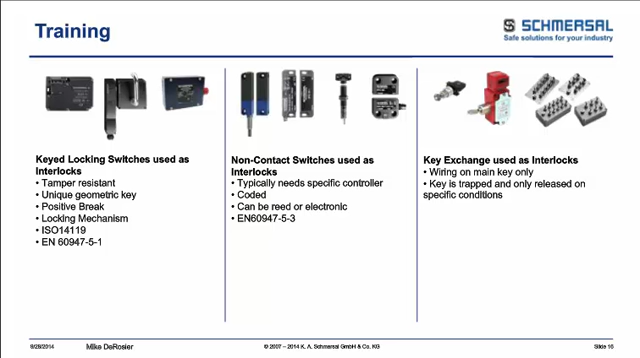 Training
SCHMERSAL
Safe solutions for your industry
Keyed Locking Switches used as
Interlocks
• Tamper resistant
• Unique geometric key
• Positive Break
• Locking Mechanism
• ISO14119
• EN 60947-5-1
Non-Contact Switches used as
Interlocks
• Typically needs specific controller
• Coded
• Can be reed or electronic
• EN60947-5-3
Key Exchange used as Interlocks
• Wiring on main key only
• Key is trapped and only released on
specific conditions
8/28/2014
Mike DeRosier
© 2007 – 2014 K. A. Schmersal GmbH & Co. KG
Slide 16